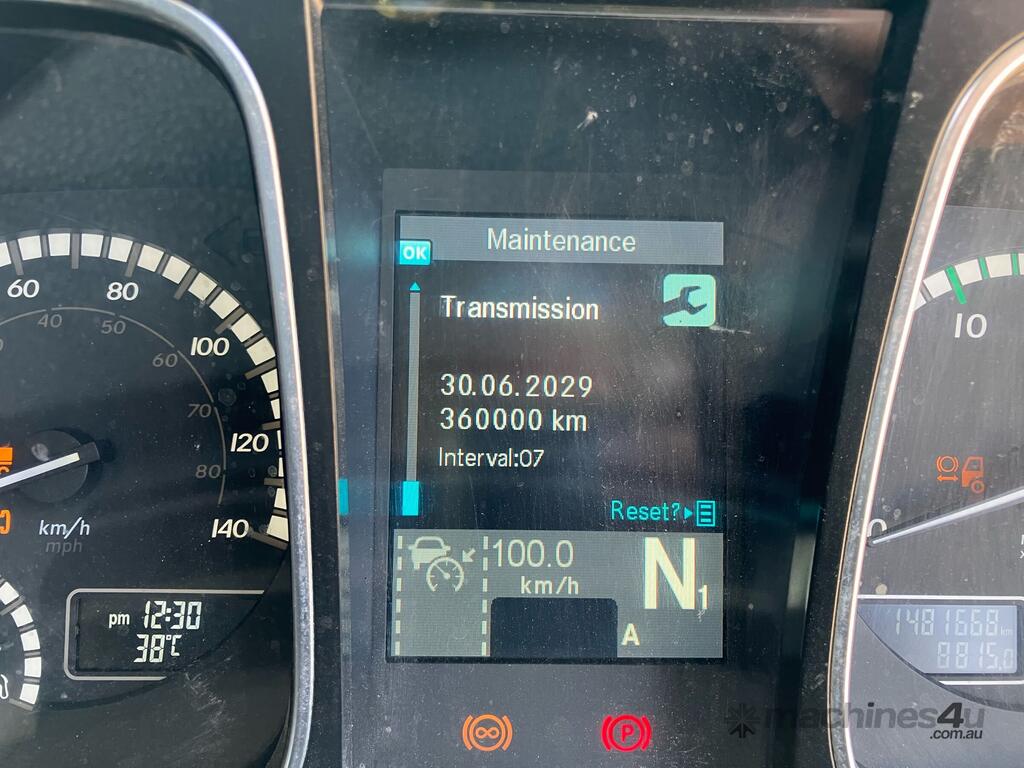 60
80
100
120
140
40
50
60
70
80
km/h
mph
pm 12:30
38°C
Maintenance
OK
Transmission
30.06.2029
360000 km
Interval:07
Reset?
100.0
km/h
N1
A
P
10
0
1481668 km
8815.0
machines4u
.com.au